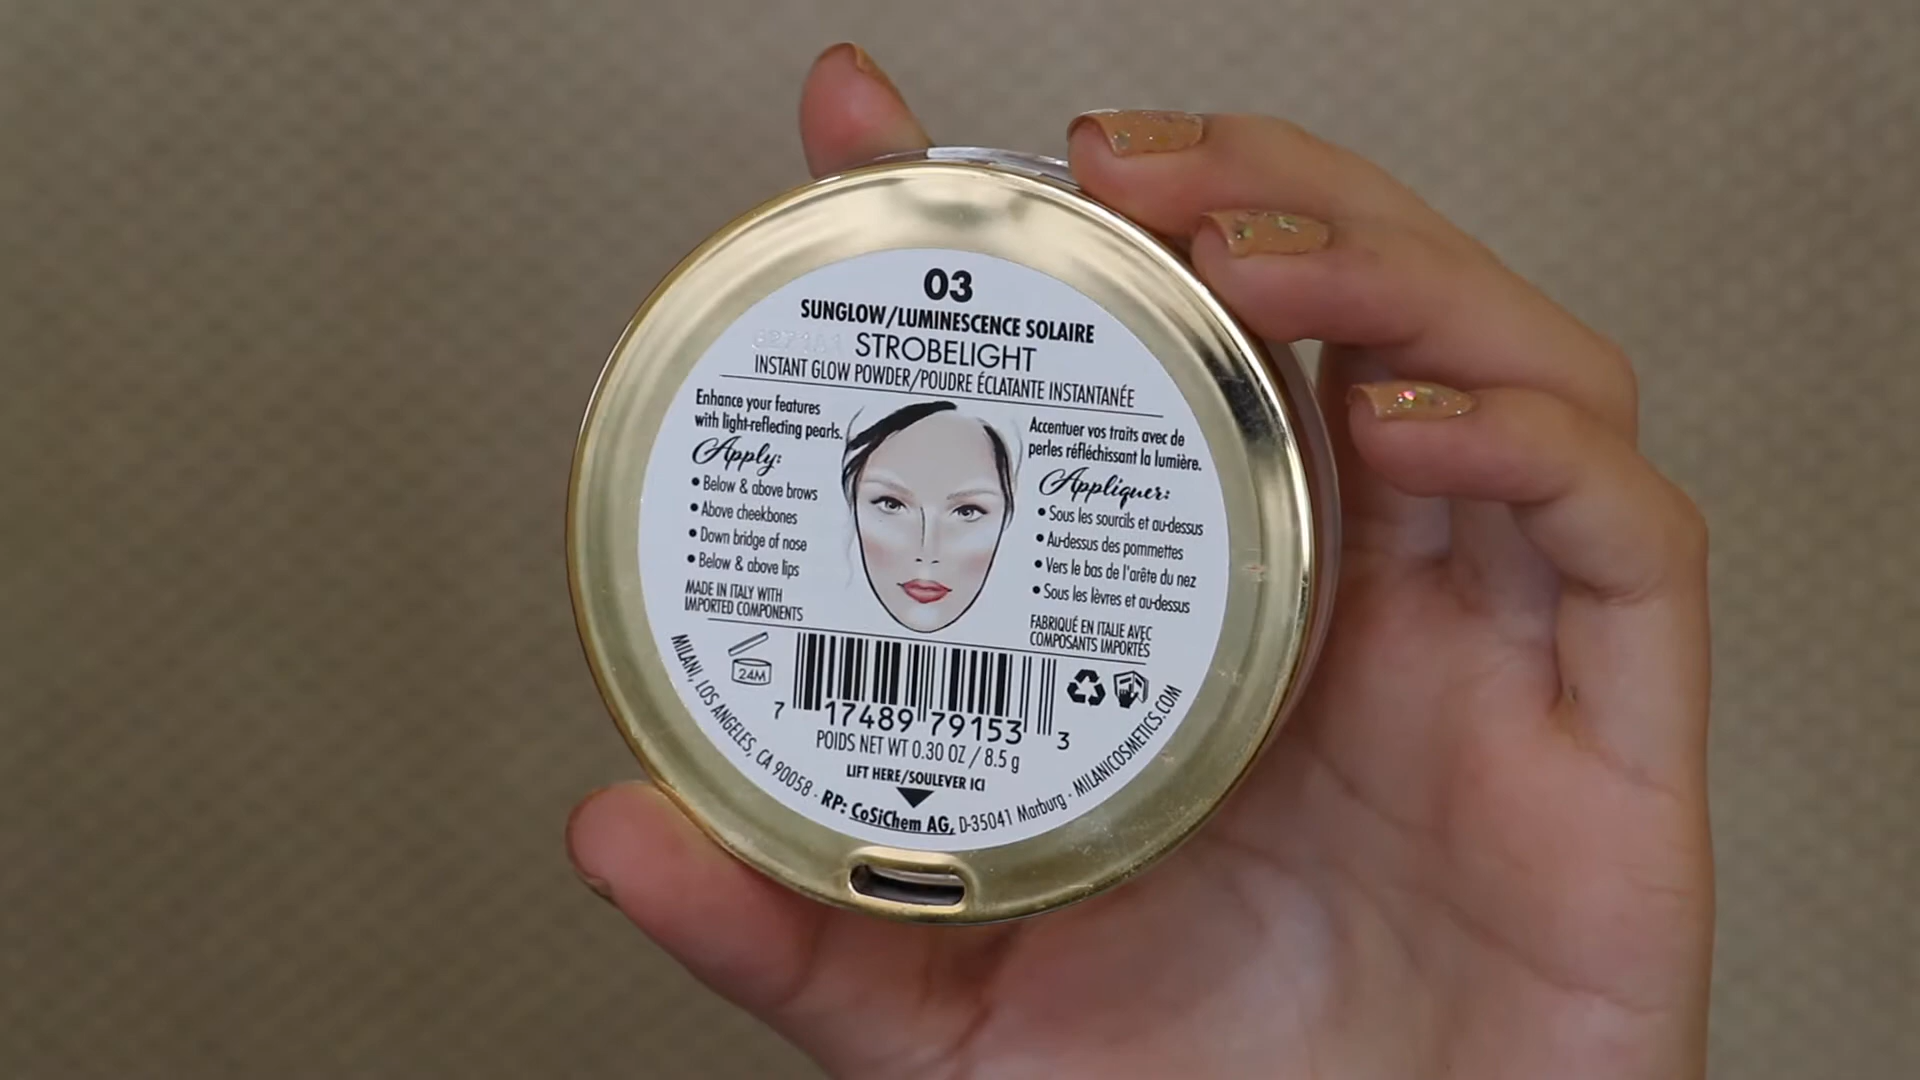 03
SUNGLOW/LUMINESCENCE SOLAIRE
STROBELIGHT
INSTANT GLOW POWDER/POUDRE ÉCLATANTE INSTANTANÉE
Enhance your features
with light-reflecting pearls.
Apply:
• Below & above brows
• Above cheekbones
• Down bridge of nose
• Below & above lips
MADE IN ITALY WITH
IMPORTED COMPONENTS
Accentuer vos traits avec de
perles réfléchissant la lumière.
Appliquer:
• Sous les sourcils et au-dessus
• Au-dessus des pommettes
• Vers le bas de l'arête du nez
• Sous les lèvres et au-dessus
FABRIQUÉ EN ITALIE AVEC
COMPOSANTS IMPORTÉS
24M
7 17489 79153 3
POIDS NET WT 0.30 OZ / 8.5 g
LIFT HERE/SOULEVER ICI
MILANI, LOS ANGELES, CA 90058 · RP: CoSiChem AG, D-35041 Marburg · MILANICOSMETICS.COM